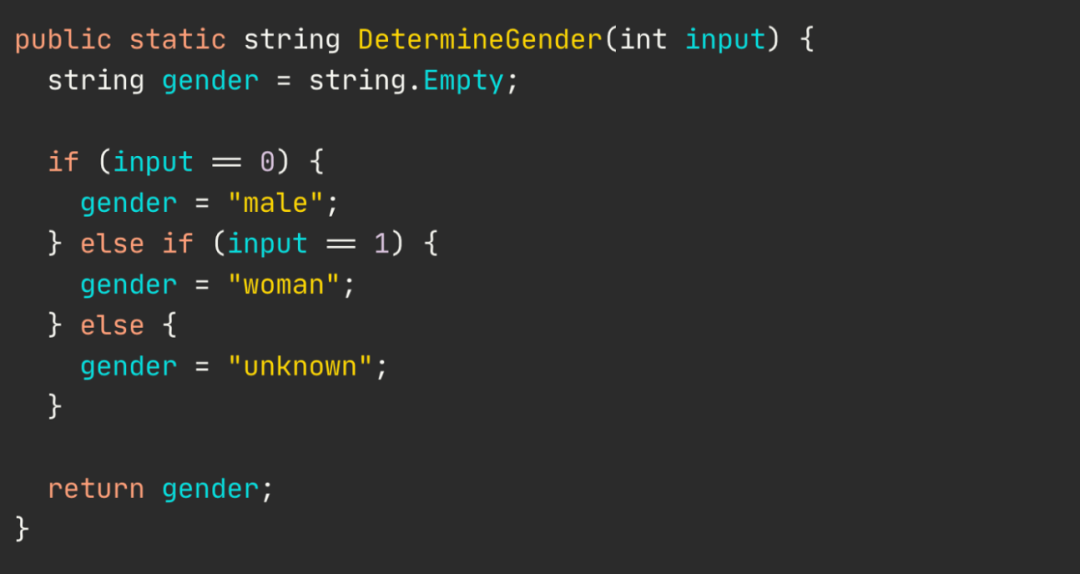 public static string DetermineGender(int input) {
  string gender = string.Empty;

  if (input == 0) {
    gender = "male";
  } else if (input == 1) {
    gender = "woman";
  } else {
    gender = "unknown";
  }

  return gender;
}